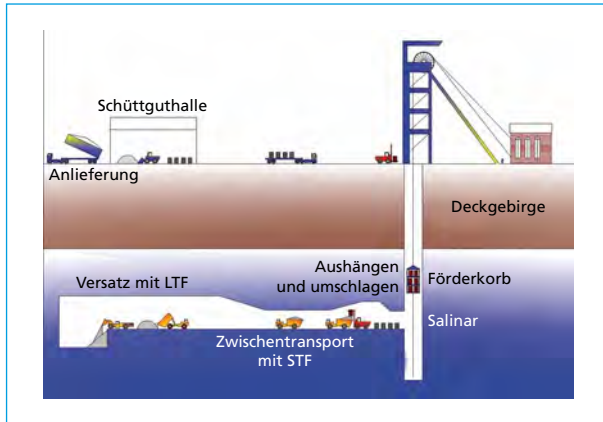 Schüttguthalle
Anlieferung
Deckgebirge
Aushängen
und umschlagen
Förderkorb
Versatz mit LTF
Salinar
Zwischentransport
mit STF